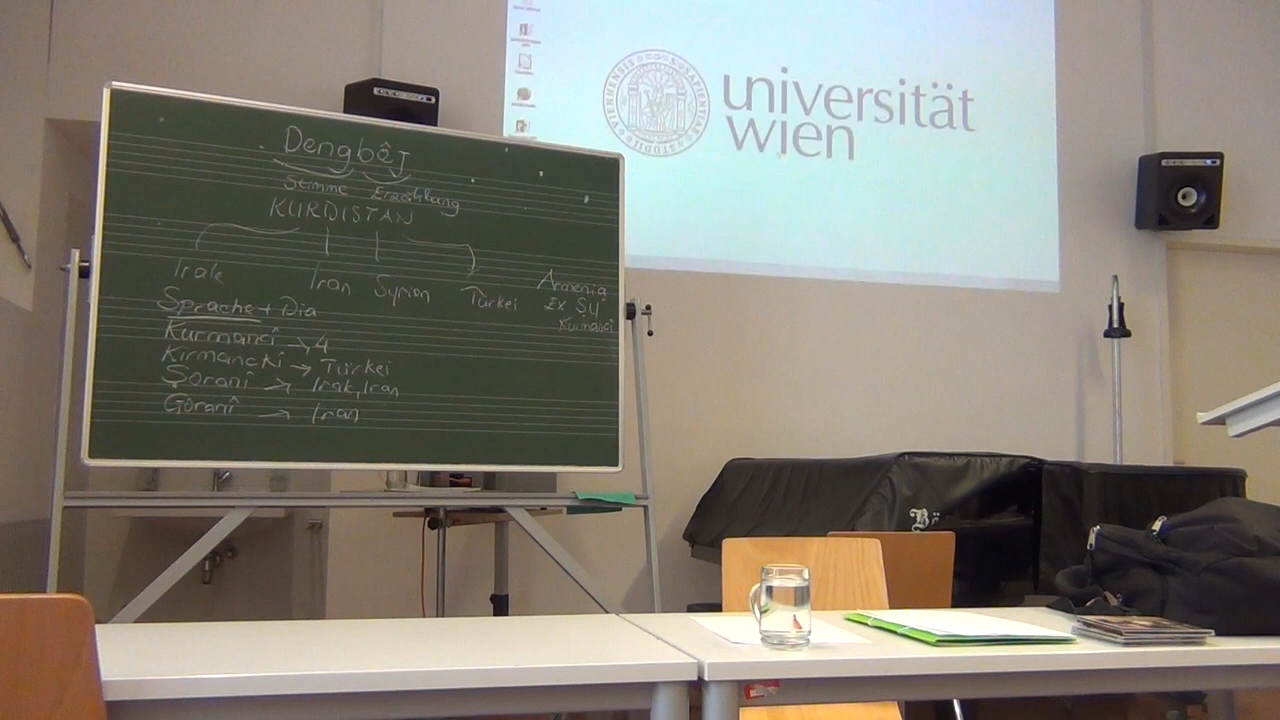 Dengbêj
Stimme Erzählung
KURDISTAN
Irak Iran Syrien Türkei Armenia
Ex
Kurmancî
Sprache + Dia
Kurmancî → 4
Kirmanckî → Türkei
Şoranî → Irak, Iran
Goranî → Iran
universität
wien